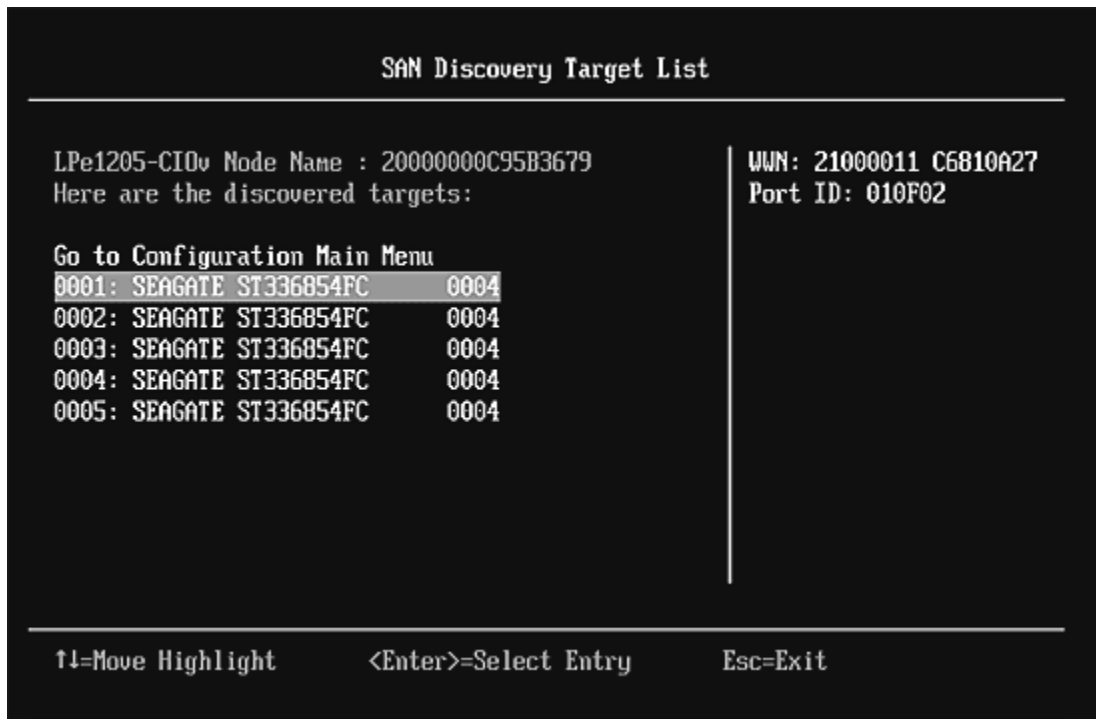 SAN Discovery Target List
LPe1205-CIOv Node Name : 20000000C95B3679
Here are the discovered targets:
Go to Configuration Main Menu
0001: SEAGATE ST336854FC 0004
0002: SEAGATE ST336854FC 0004
0003: SEAGATE ST336854FC 0004
0004: SEAGATE ST336854FC 0004
0005: SEAGATE ST336854FC 0004
WWN: 21000011 C6810A27
Port ID: 010F02
↑↓=Move Highlight <Enter>=Select Entry Esc=Exit